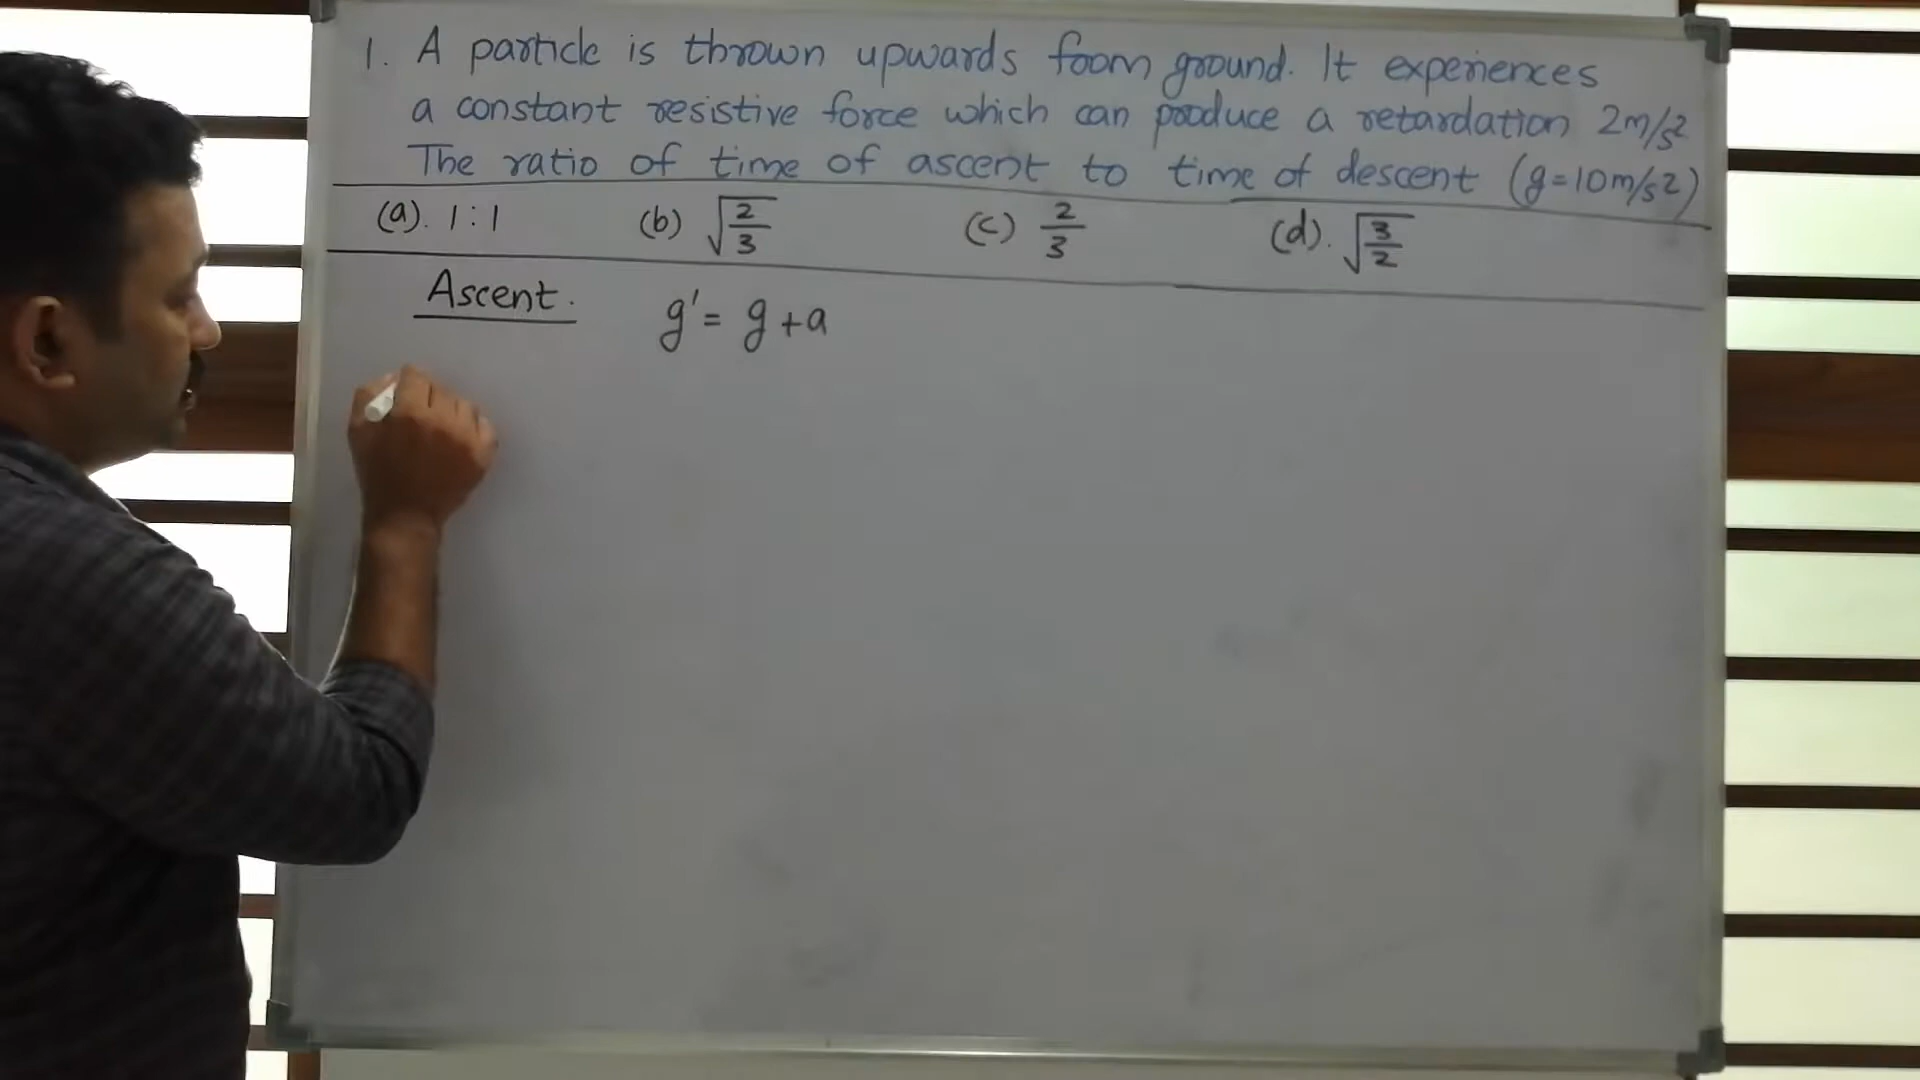 1. A particle is thrown upwards from ground. It experiences
a constant resistive force which can produce a retardation 2m/s²
The ratio of time of ascent to time of descent (g=10m/s²)
(a). 1:1 (b) √(2/3) (c) 2/3 (d). √(3/2)
Ascent. g' = g+a